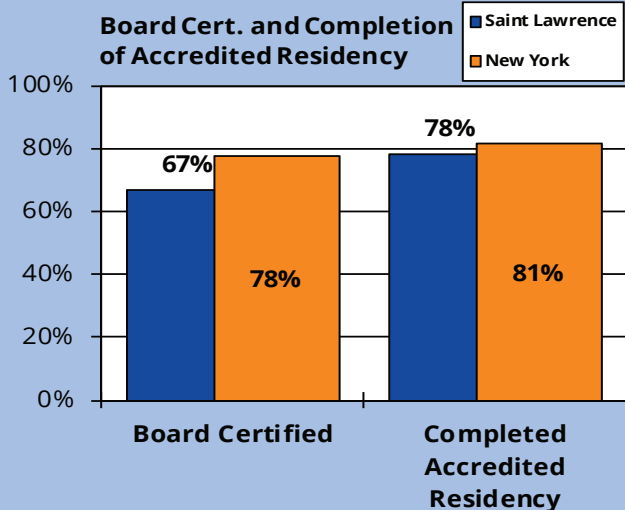 Board Cert. and Completion
of Accredited Residency
Saint Lawrence
New York
100%
80%
60%
40%
20%
0%
67%
78%
78%
81%
Board Certified
Completed
Accredited
Residency